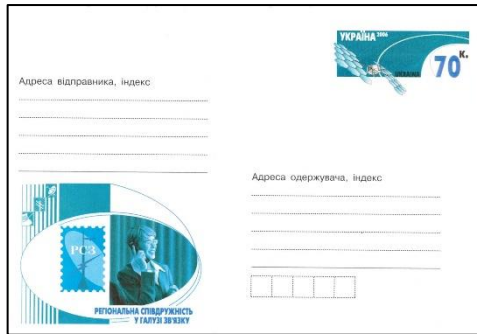 УКРАЇНА 2006
70 к.
Адреса відправника, індекс
Адреса одержувача, індекс
РСЗ
РЕГІОНАЛЬНА СПІВДРУЖНІСТЬ
У ГАЛУЗІ ЗВ'ЯЗКУ